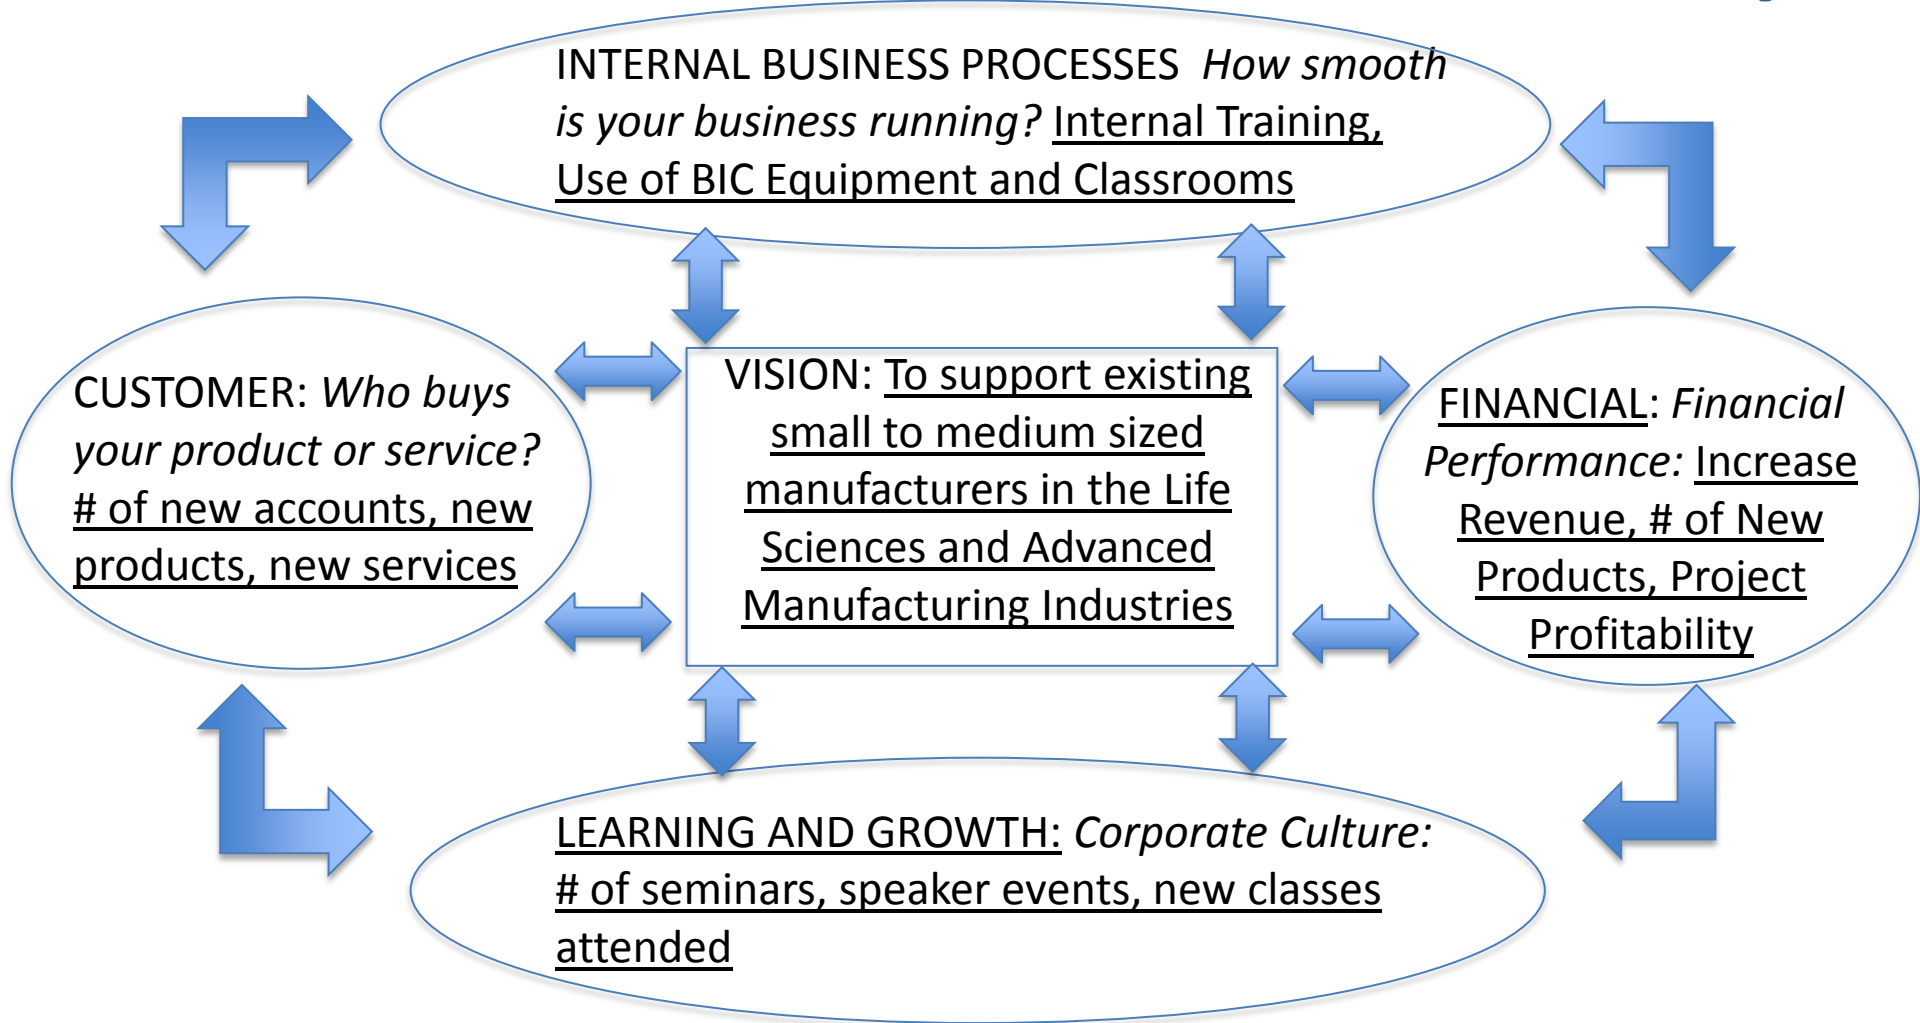 INTERNAL BUSINESS PROCESSES How smooth
is your business running? Internal Training,
Use of BIC Equipment and Classrooms
CUSTOMER: Who buys
your product or service?
# of new accounts, new
products, new services
VISION: To support existing
small to medium sized
manufacturers in the Life
Sciences and Advanced
Manufacturing Industries
FINANCIAL: Financial
Performance: Increase
Revenue, # of New
Products, Project
Profitability
LEARNING AND GROWTH: Corporate Culture:
# of seminars, speaker events, new classes
attended